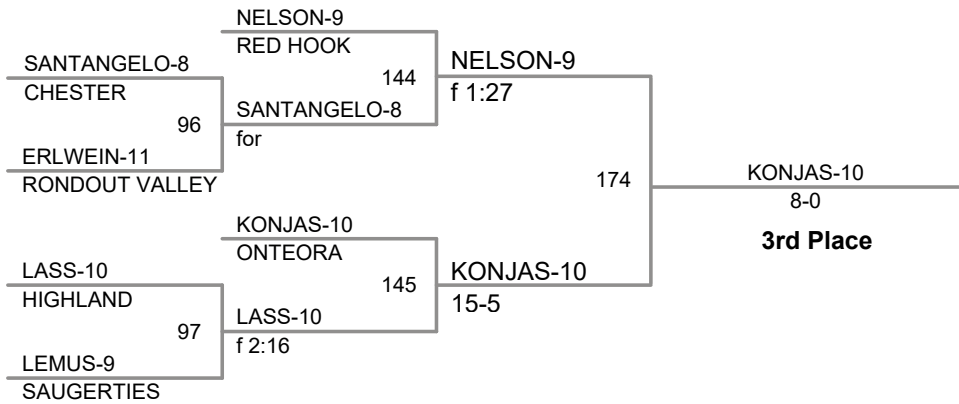 NELSON-9
RED HOOK
SANTANGELO-8
CHESTER
144
NELSON-9
f 1:27
96
SANTANGELO-8
for
ERLWEIN-11
RONDOUT VALLEY
174
KONJAS-10
8-0
3rd Place
KONJAS-10
ONTEORA
LASS-10
HIGHLAND
145
KONJAS-10
15-5
97
LASS-10
f 2:16
LEMUS-9
SAUGERTIES